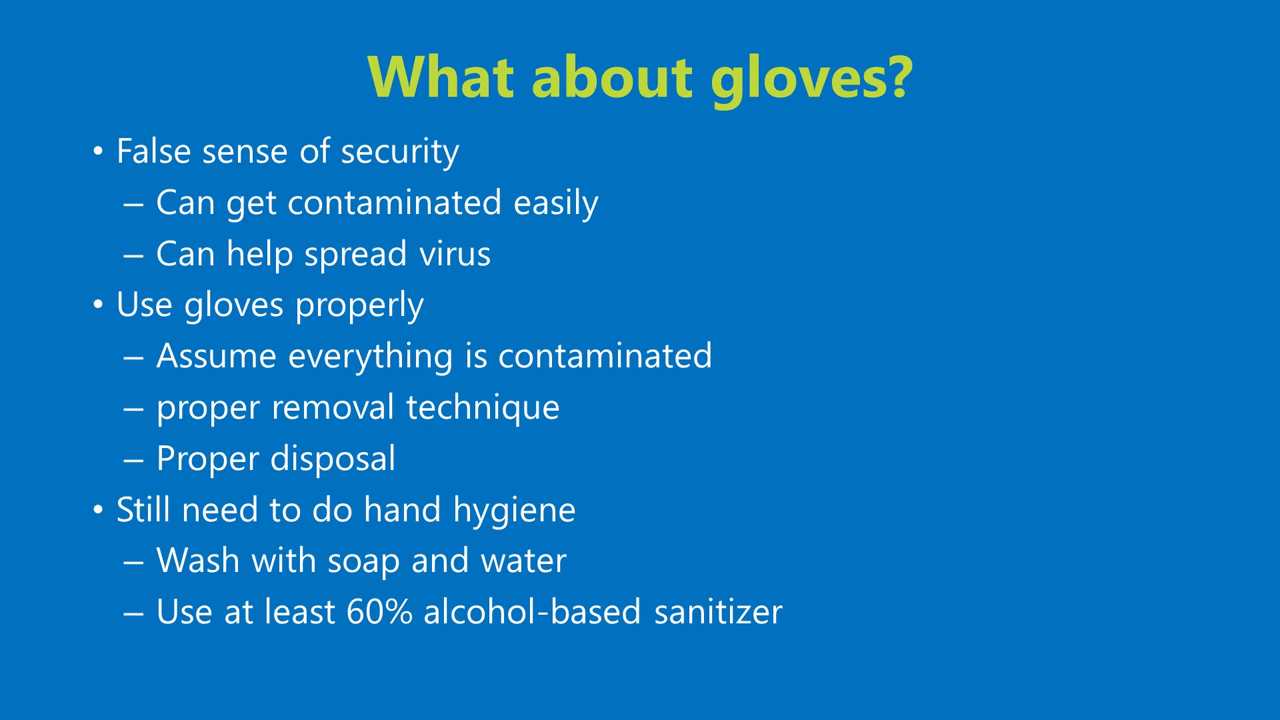 What about gloves?
• False sense of security
– Can get contaminated easily
– Can help spread virus
• Use gloves properly
– Assume everything is contaminated
– proper removal technique
– Proper disposal
• Still need to do hand hygiene
– Wash with soap and water
– Use at least 60% alcohol-based sanitizer